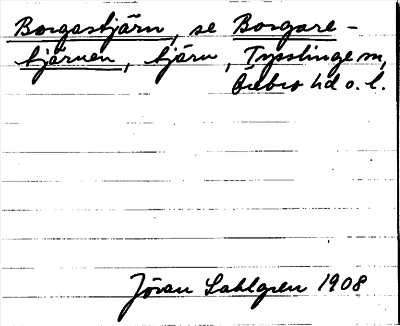 Borgastjärn, se Borgare-
tjärnen, tjärn, Tysslinge sn,
Örebro hd o. l.
Jöran Sahlgren 1908